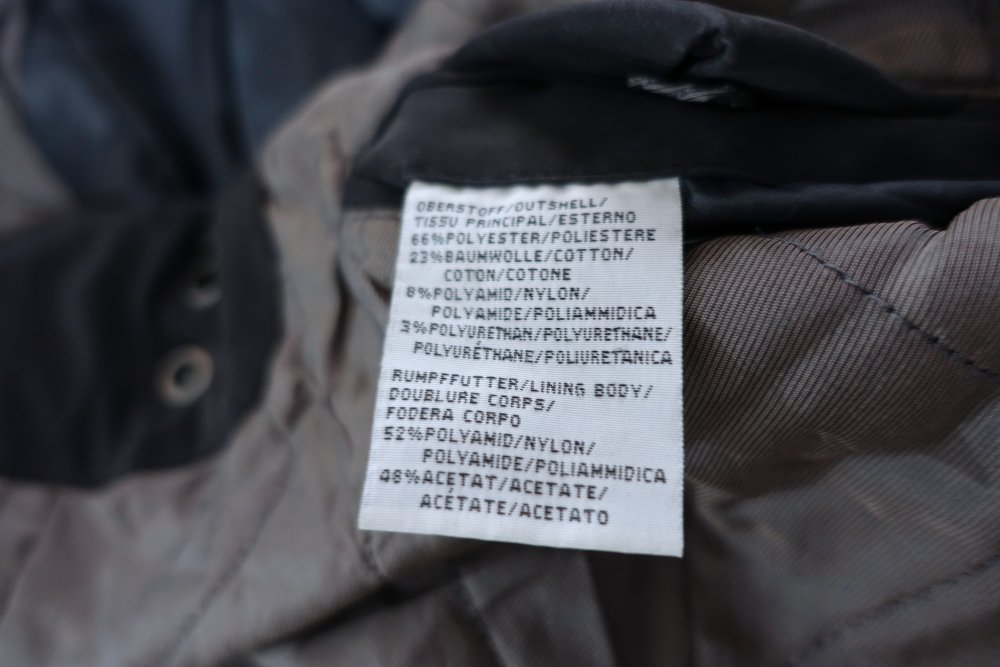 OBERSTOFF/OUTSHELL/
TISSU PRINCIPAL/ESTERNO
66%POLYESTER/POLIESTERE
23%BAUMWOLLE/COTTON/
COTON/COTONE
8%POLYAMID/NYLON/
POLYAMIDE/POLIAMMIDICA
3%POLYURETHAN/POLYURETHANE/
POLYURÉTHANE/POLIURETANICA
RUMPFFUTTER/LINING BODY/
DOUBLURE CORPS/
FODERA CORPO
52%POLYAMID/NYLON/
POLYAMIDE/POLIAMMIDICA
48%ACETAT/ACETATE/
ACÉTATE/ACETATO